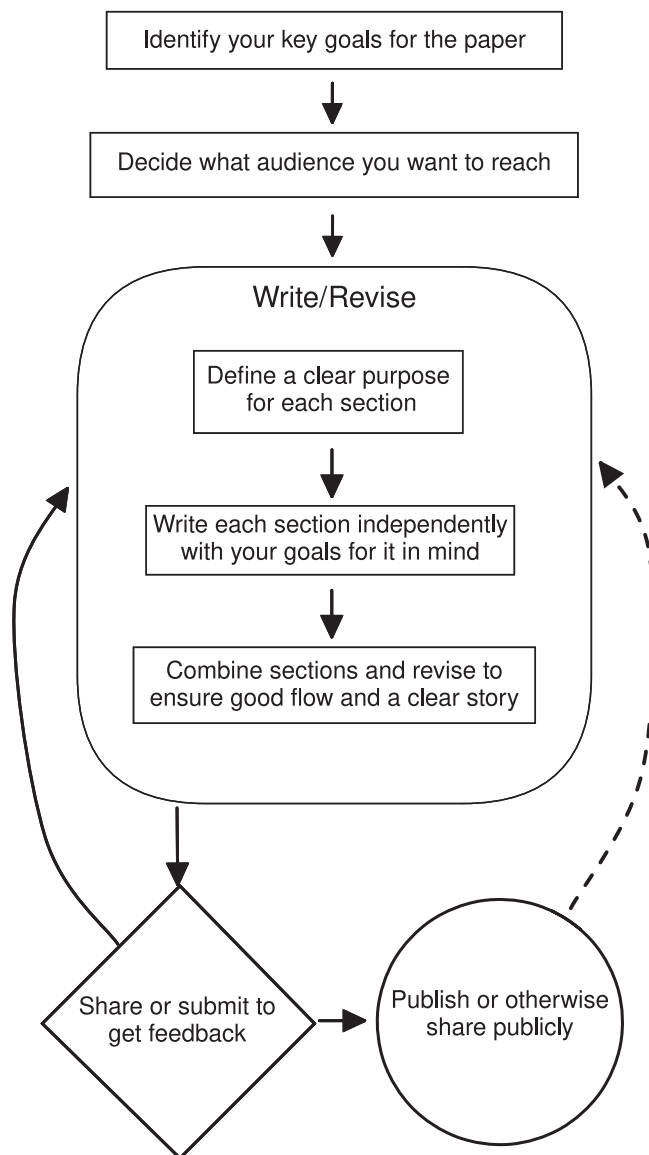 Identify your key goals for the paper
Decide what audience you want to reach
Write/Revise
Define a clear purpose
for each section
Write each section independently
with your goals for it in mind
Combine sections and revise to
ensure good flow and a clear story
Share or submit to
get feedback
Publish or otherwise
share publicly